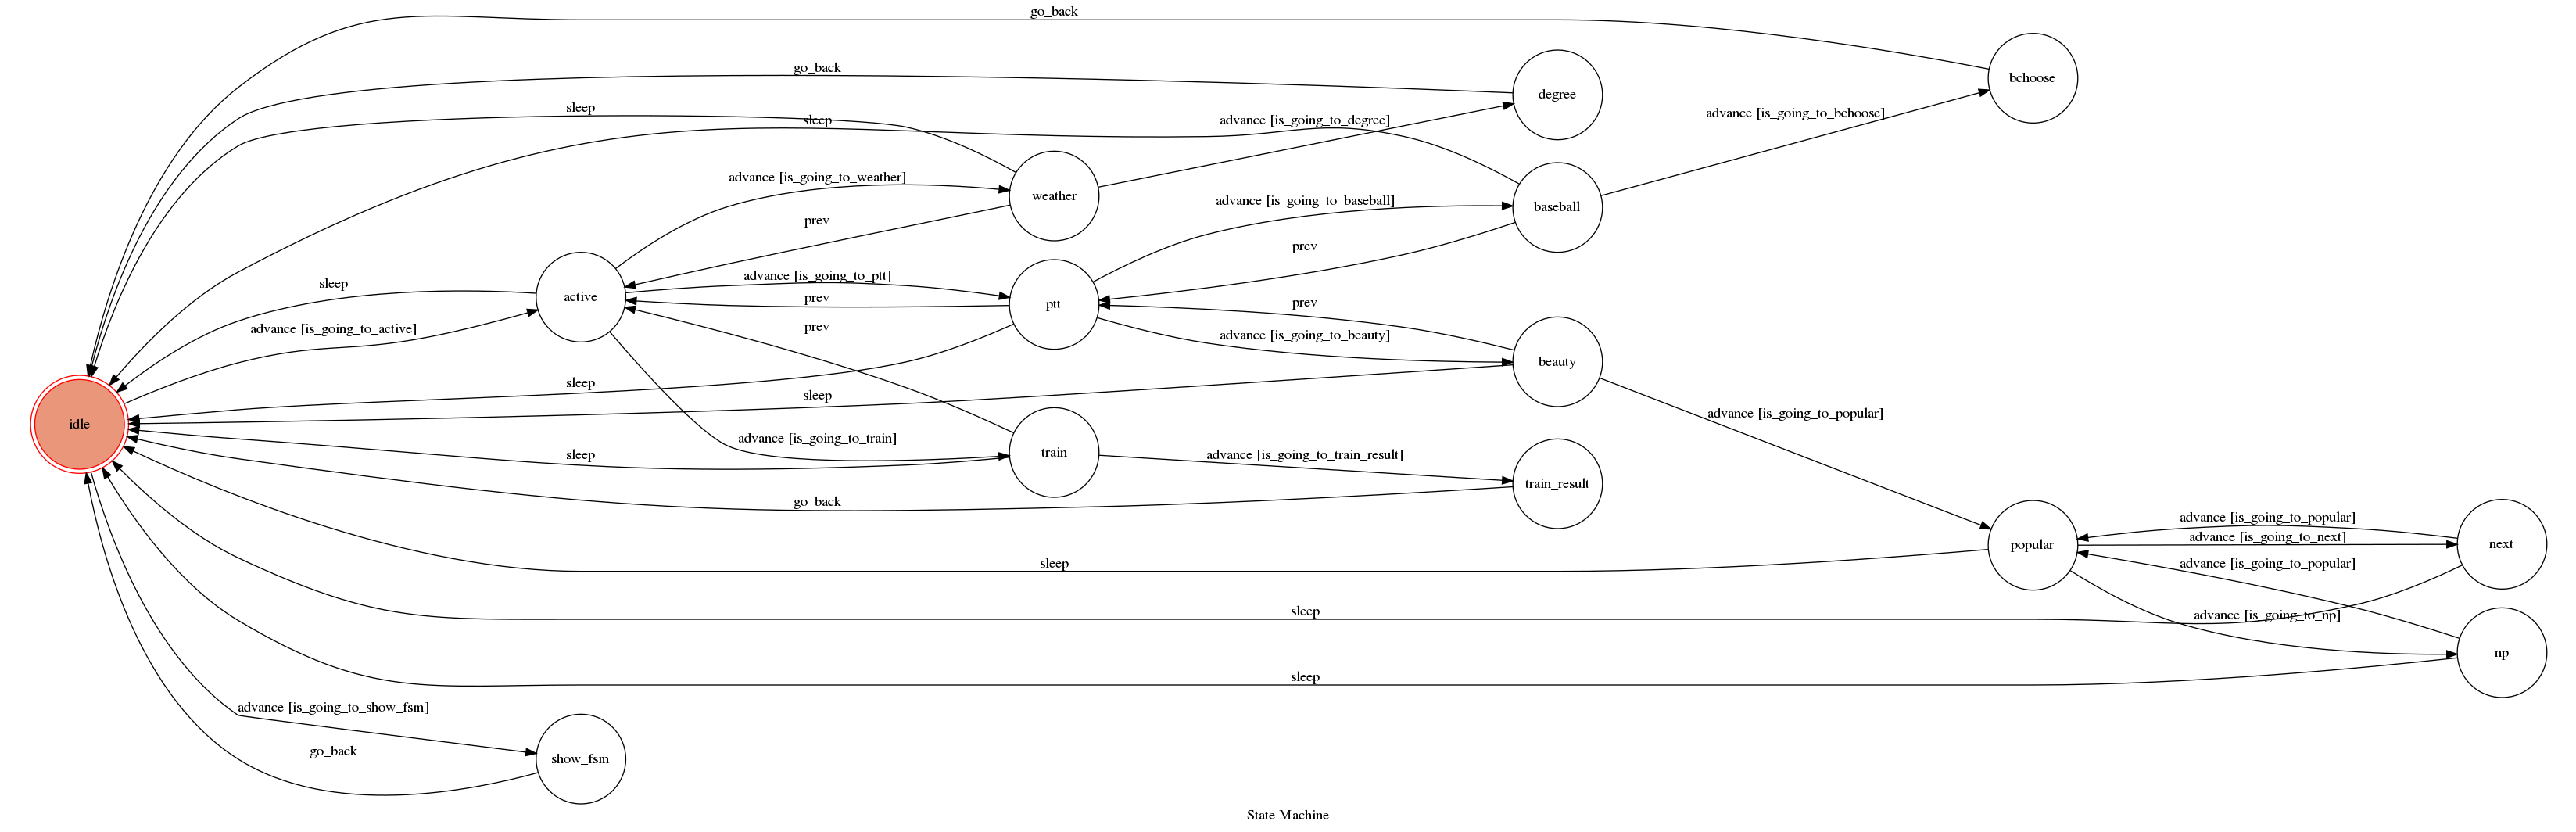 go_back
bchoose
go_back
degree
sleep
advance [is_going_to_bchoose]
sleep
advance [is_going_to_degree]
advance [is_going_to_weather]
weather
advance [is_going_to_baseball]
baseball
prev
prev
advance [is_going_to_ptt]
sleep
active
prev
ptt
prev
advance [is_going_to_active]
prev
advance [is_going_to_beauty]
beauty
sleep
sleep
advance [is_going_to_popular]
idle
advance [is_going_to_train]
sleep
train
advance [is_going_to_train_result]
train_result
go_back
advance [is_going_to_popular]
advance [is_going_to_next]
popular
next
sleep
advance [is_going_to_popular]
sleep
advance [is_going_to_np]
np
sleep
advance [is_going_to_show_fsm]
go_back
show_fsm
State Machine